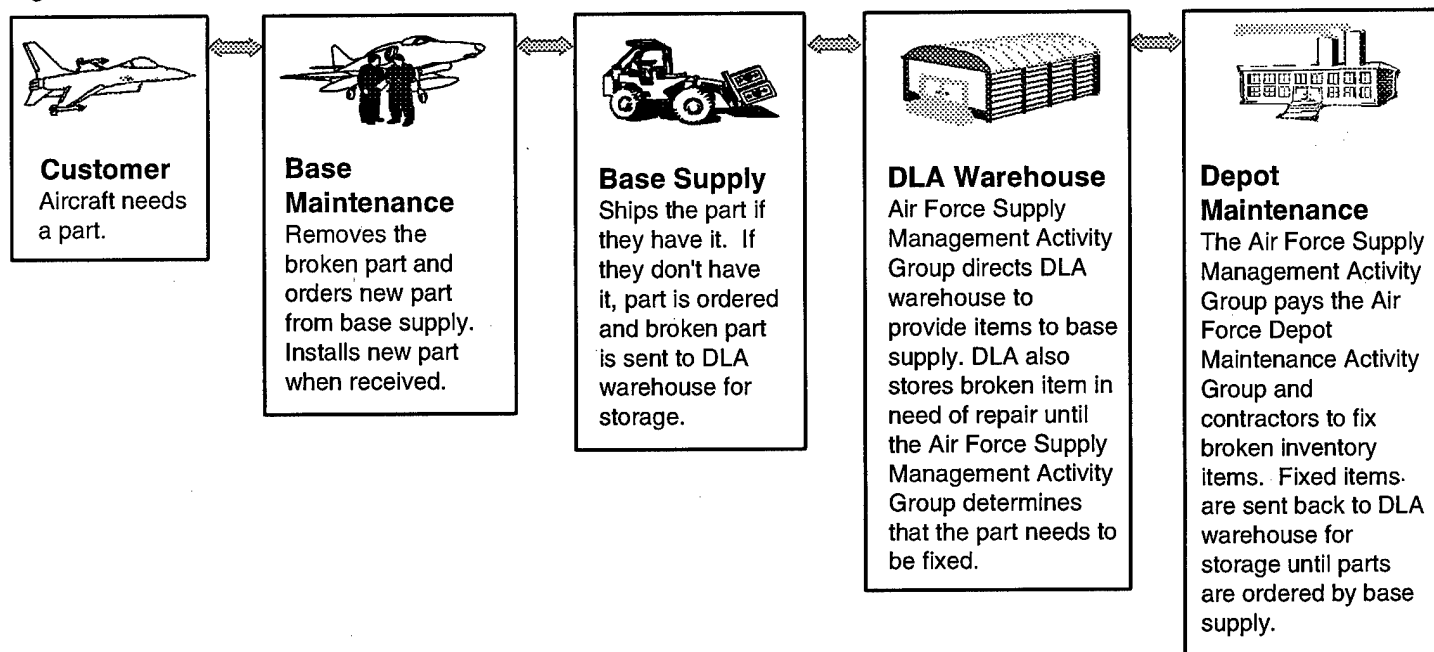 Customer
Aircraft needs
a part.
Base
Maintenance
Removes the
broken part and
orders new part
from base supply.
Installs new part
when received.
Base Supply
Ships the part if
they have it. If
they don't have
it, part is ordered
and broken part
is sent to DLA
warehouse for
storage.
DLA Warehouse
Air Force Supply
Management Activity
Group directs DLA
warehouse to
provide items to base
supply. DLA also
stores broken item in
need of repair until
the Air Force Supply
Management Activity
Group determines
that the part needs to
be fixed.
Depot
Maintenance
The Air Force Supply
Management Activity
Group pays the Air
Force Depot
Maintenance Activity
Group and
contractors to fix
broken inventory
items. Fixed items
are sent back to DLA
warehouse for
storage until parts
are ordered by base
supply.